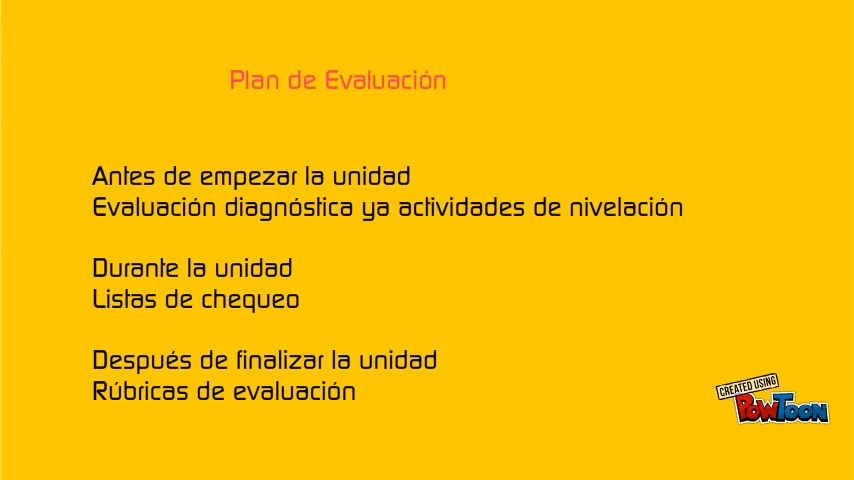 Plan de Evaluación
Antes de empezar la unidad
Evaluación diagnóstica ya actividades de nivelación
Durante la unidad
Listas de chequeo
Después de finalizar la unidad
Rúbricas de evaluación
CREATED USING
POWTOON